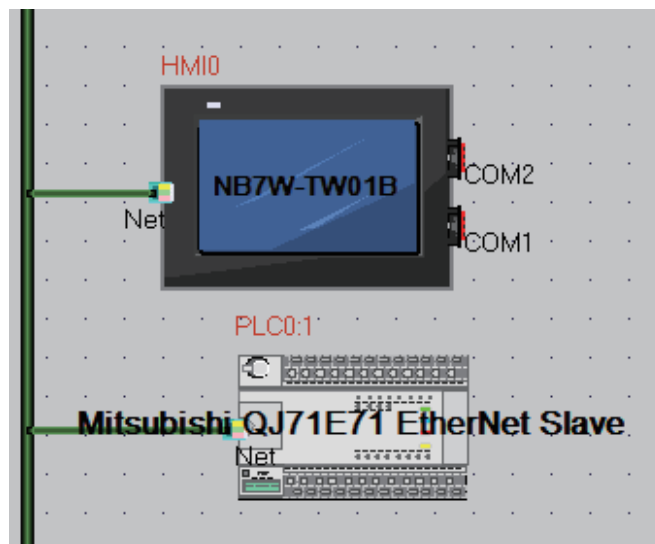 HMI0
NB7W-TW01B
COM2
Net
COM1
PLC0:1
Mitsubishi QJ71E71 EtherNet Slave
Net